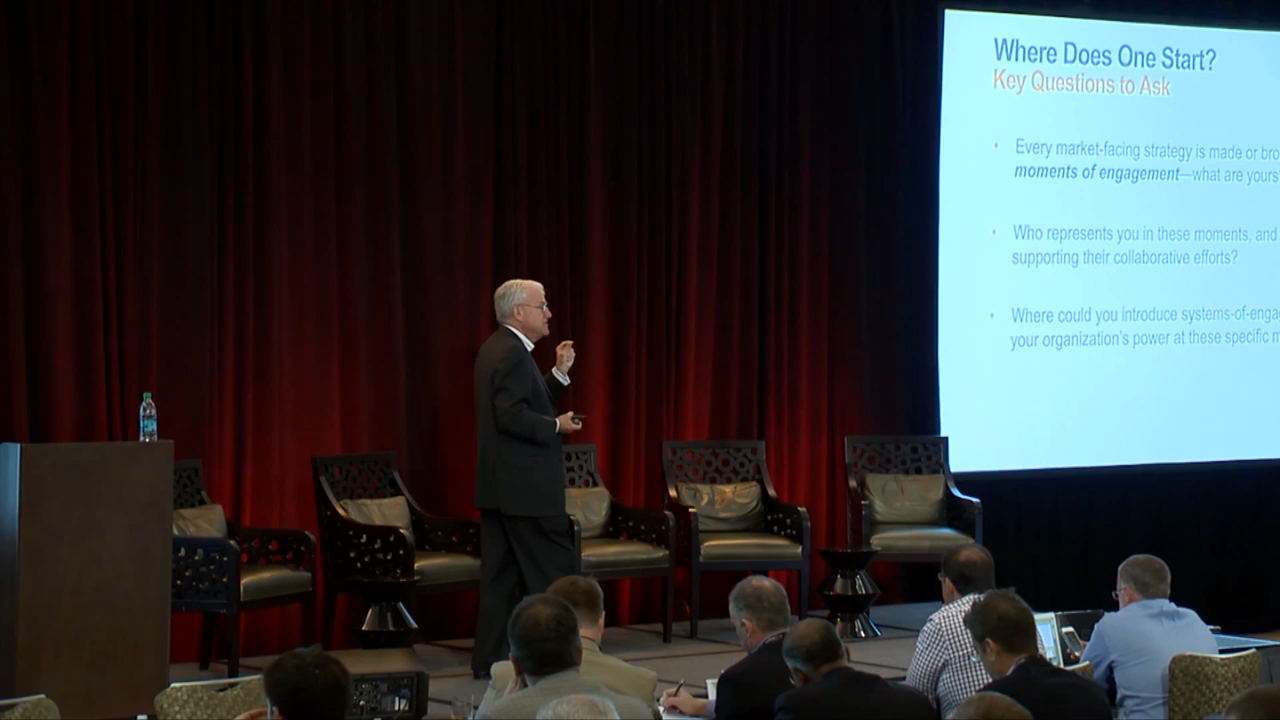 Where Does One Start?
Key Questions to Ask
• Every market-facing strategy is made or bro
moments of engagement—what are yours?
• Who represents you in these moments, and
supporting their collaborative efforts?
• Where could you introduce systems-of-enga
your organization's power at these specific m